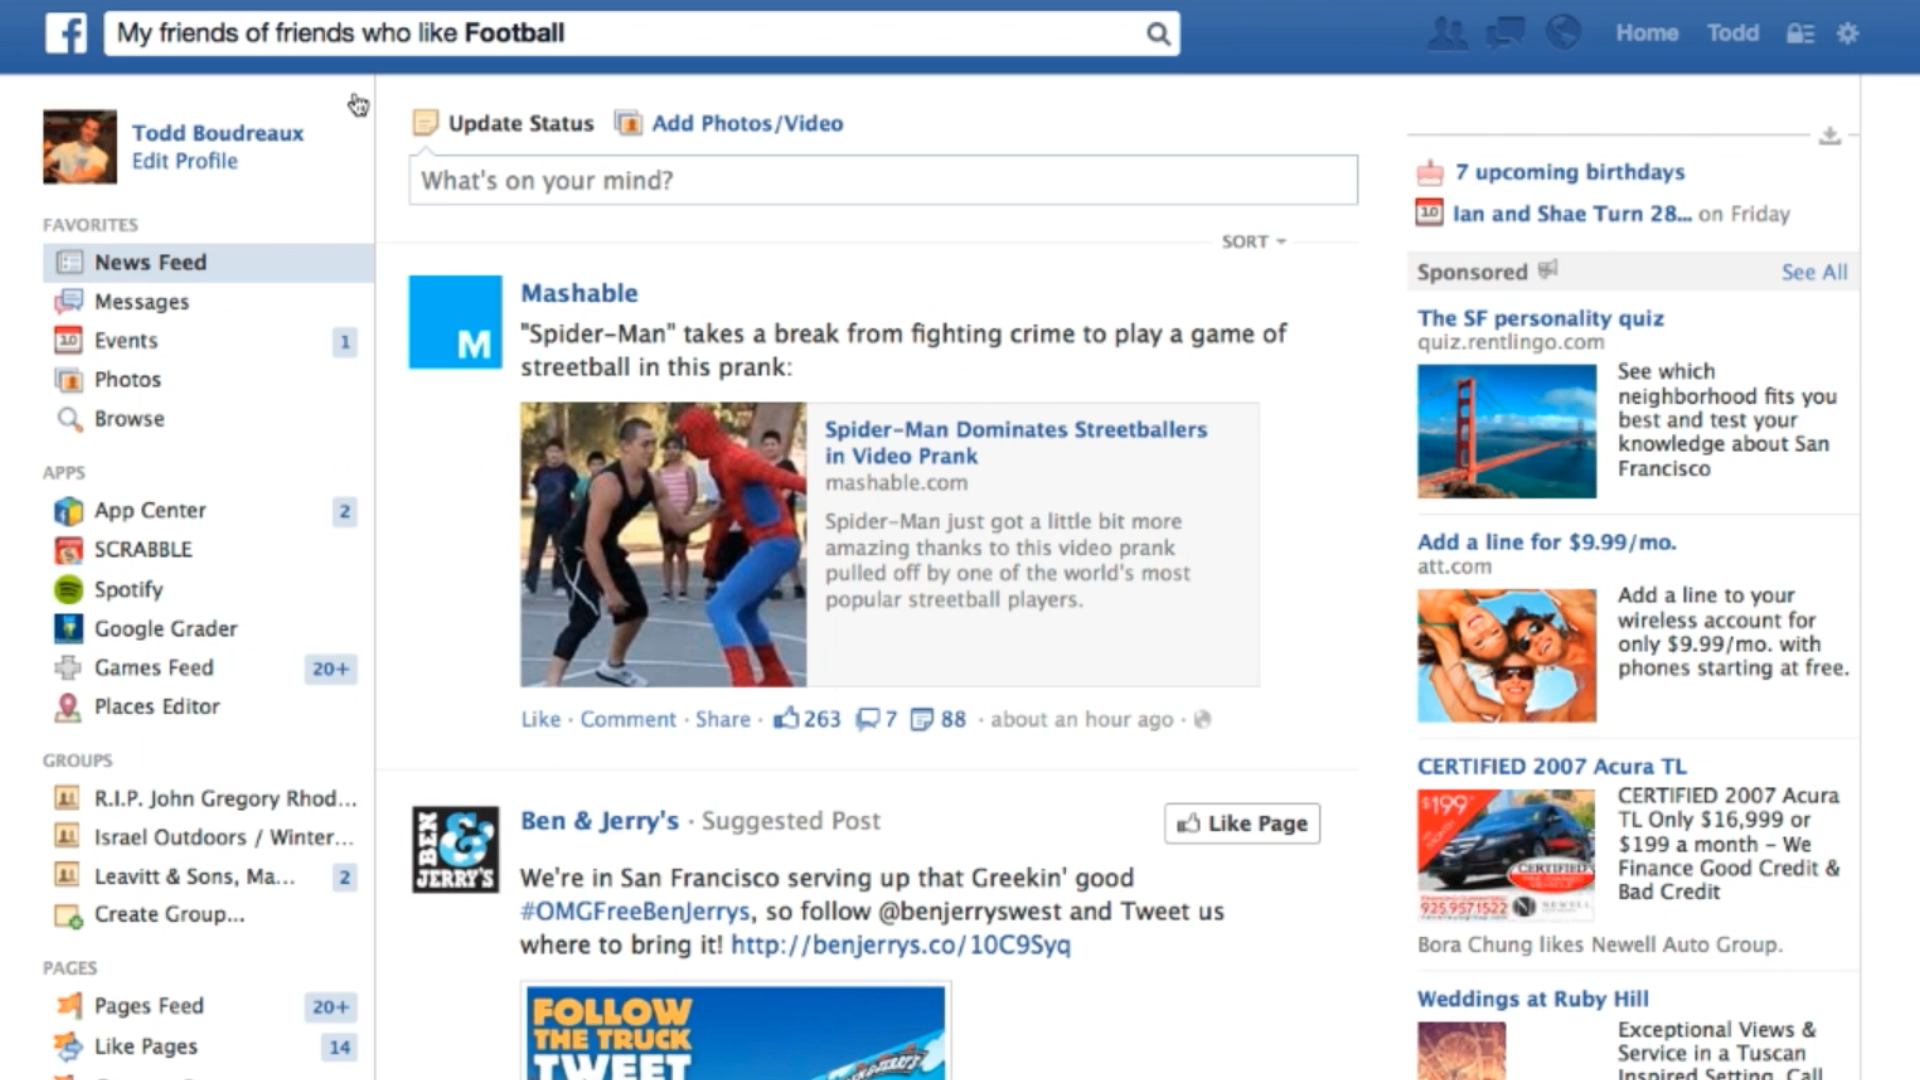 My friends of friends who like Football
Home
Todd
Todd Boudreaux
Edit Profile
FAVORITES
News Feed
Messages
10 Events 1
Photos
Browse
APPS
App Center 2
SCRABBLE
Spotify
Google Grader
Games Feed 20+
Places Editor
GROUPS
R.I.P. John Gregory Rhod...
Israel Outdoors / Winter...
Leavitt & Sons, Ma... 2
Create Group...
PAGES
Pages Feed 20+
Like Pages 14
Update Status Add Photos/Video
What's on your mind?
SORT
M
Mashable
"Spider-Man" takes a break from fighting crime to play a game of
streetball in this prank:
Spider-Man Dominates Streetballers
in Video Prank
mashable.com
Spider-Man just got a little bit more
amazing thanks to this video prank
pulled off by one of the world's most
popular streetball players.
Like · Comment · Share · 263 7 88 · about an hour ago ·
BEN & JERRY'S
Ben & Jerry's · Suggested Post
Like Page
We're in San Francisco serving up that Greekin' good
#OMGFreeBenJerrys, so follow @benjerryswest and Tweet us
where to bring it! http://benjerrys.co/10C9Syq
FOLLOW
THE TRUCK
TWEET
7 upcoming birthdays
10 Ian and Shae Turn 28... on Friday
Sponsored See All
The SF personality quiz
quiz.rentlingo.com
See which
neighborhood fits you
best and test your
knowledge about San
Francisco
Add a line for $9.99/mo.
att.com
Add a line to your
wireless account for
only $9.99/mo. with
phones starting at free.
CERTIFIED 2007 Acura TL
$199
CERTIFIED
925.957.1522
NEWELL
CERTIFIED 2007 Acura
TL Only $16,999 or
$199 a month - We
Finance Good Credit &
Bad Credit
Bora Chung likes Newell Auto Group.
Weddings at Ruby Hill
Exceptional Views &
Service in a Tuscan
Inspired Setting. Call